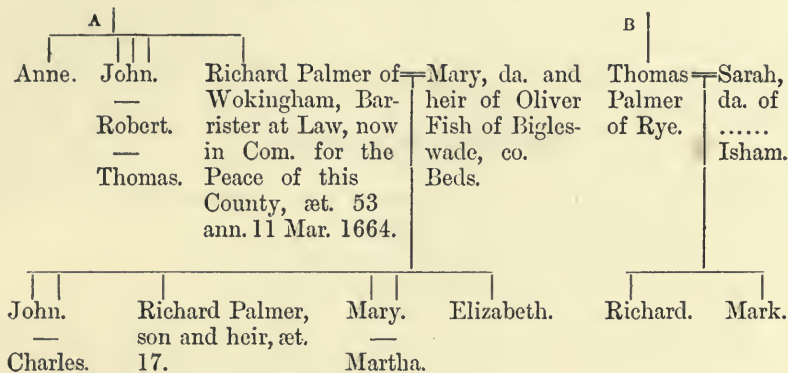 A
B
Anne.
John.
—
Robert.
—
Thomas.
Richard Palmer of
Wokingham, Bar-
rister at Law, now
in Com. for the
Peace of this
County, æt. 53
ann. 11 Mar. 1664.
Mary, da. and
heir of Oliver
Fish of Bigles-
wade, co.
Beds.
Thomas
Palmer
of Rye.
Sarah,
da. of
......
Isham.
John.
—
Charles.
Richard Palmer,
son and heir, æt.
17.
Mary.
—
Martha.
Elizabeth.
Richard.
Mark.